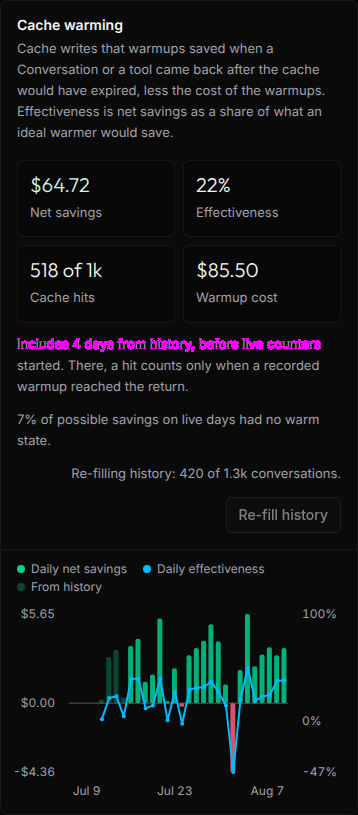 Cache warming
Cache writes that warmups saved when a
Conversation or a tool came back after the cache
would have expired, less the cost of the warmups.
Effectiveness is net savings as a share of what an
ideal warmer would save.
$64.72
Net savings
22%
Effectiveness
518 of 1k
Cache hits
$85.50
Warmup cost
Includes 4 days from history, before live counters
started. There, a hit counts only when a recorded
warmup reached the return.
7% of possible savings on live days had no warm
state.
Re-filling history: 420 of 1.3k conversations.
Re-fill history
Daily net savings
Daily effectiveness
From history
$5.65
100%
$0.00
0%
-$4.36
-47%
Jul 9
Jul 23
Aug 7